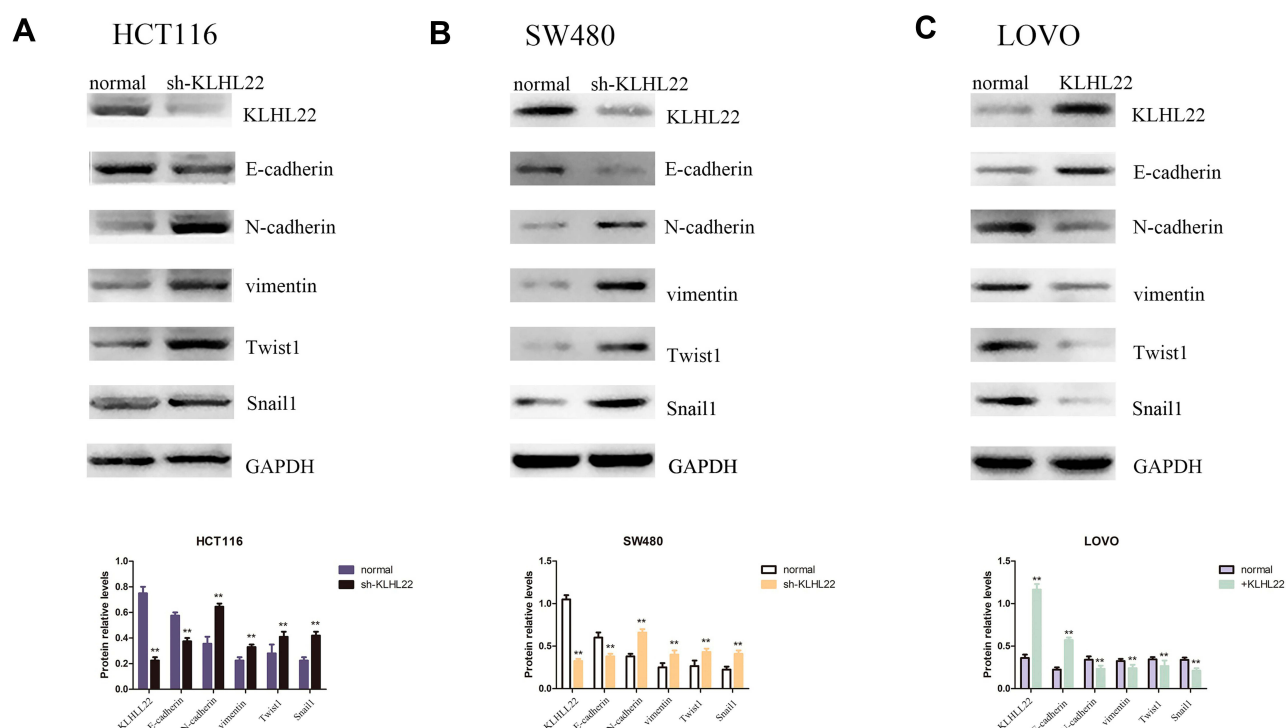 A
HCT116
normal sh-KLHL22
KLHL22
E-cadherin
N-cadherin
vimentin
Twist1
Snail1
GAPDH
HCT116
Protein relative levels
1.0
0.8
0.6
0.4
0.2
0.0
** ** ** ** ** **
KLHLL22 E-cadherin N-cadherin vimentin Twist1 Snail1
normal
sh-KLHL22
B
SW480
normal sh-KLHL22
KLHL22
E-cadherin
N-cadherin
vimentin
Twist1
Snail1
GAPDH
SW480
Protein relative levels
1.5
1.0
0.5
0.0
** ** ** ** ** **
KLHLL22 E-cadherin N-cadherin vimentin Twist1 Snail1
normal
sh-KLHL22
C
LOVO
normal KLHL22
KLHL22
E-cadherin
N-cadherin
vimentin
Twist1
Snail1
GAPDH
LOVO
Protein relative levels
1.5
1.0
0.5
0.0
** ** ** ** ** **
KLHLL22 E-cadherin N-cadherin vimentin Twist1 Snail1
normal
+KLHL22